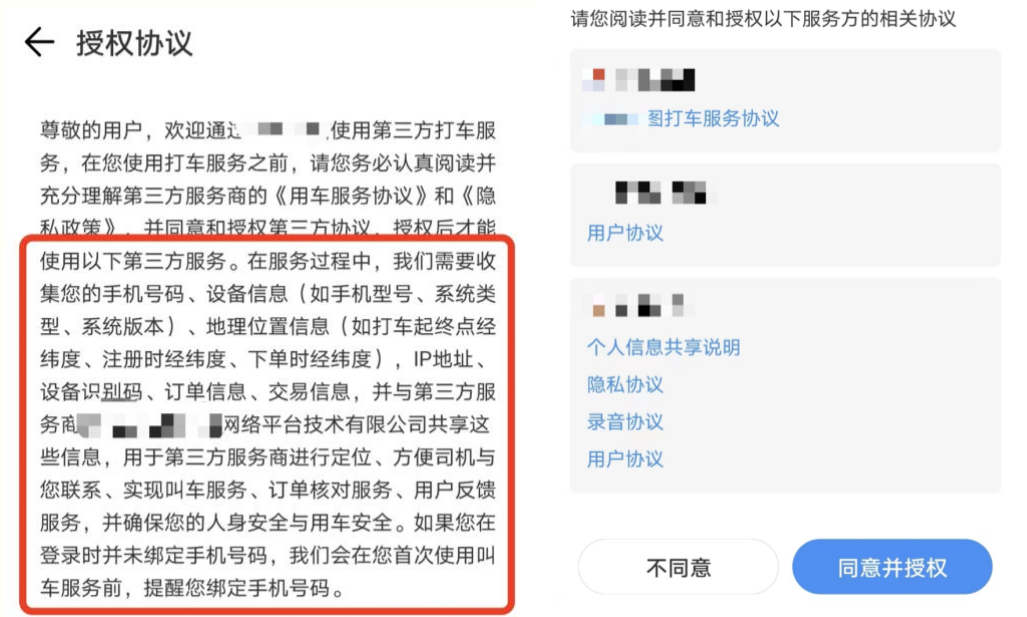 授权协议
尊敬的用户，欢迎通过 使用第三方打车服
务，在您使用打车服务之前，请您务必认真阅读并
充分理解第三方服务商的《用车服务协议》和《隐
私政策》，并同意和授权第三方协议，授权后才能
使用以下第三方服务。在服务过程中，我们需要收
集您的手机号码、设备信息（如手机型号、系统类
型、系统版本）、地理位置信息（如打车起终点经
纬度、注册时经纬度、下单时经纬度），IP地址、
设备识别码、订单信息、交易信息，并与第三方服
务商 网络平台技术有限公司共享这
些信息，用于第三方服务商进行定位、方便司机与
您联系、实现叫车服务、订单核对服务、用户反馈
服务，并确保您的人身安全与用车安全。如果您在
登录时并未绑定手机号码，我们会在您首次使用叫
车服务前，提醒您绑定手机号码。
请您阅读并同意和授权以下服务方的相关协议
图打车服务协议
用户协议
个人信息共享说明
隐私协议
录音协议
用户协议
不同意
同意并授权